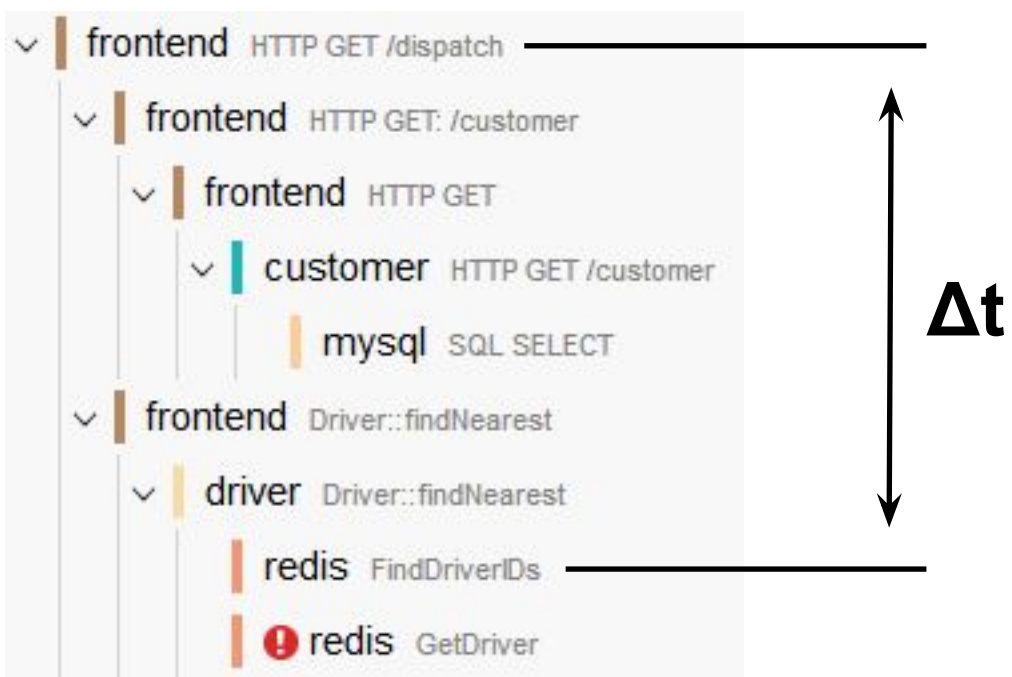 frontend HTTP GET /dispatch
frontend HTTP GET: /customer
frontend HTTP GET
customer HTTP GET /customer
Δt
mysql SQL SELECT
frontend Driver::findNearest
driver Driver::findNearest
redis FindDriverIDs
redis GetDriver